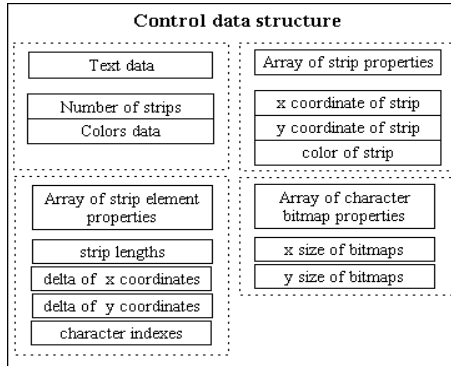 Control data structure
Text data
Number of strips
Colors data
Array of strip properties
x coordinate of strip
y coordinate of strip
color of strip
Array of strip element
properties
strip lengths
delta of x coordinates
delta of y coordinates
character indexes
Array of character
bitmap properties
x size of bitmaps
y size of bitmaps